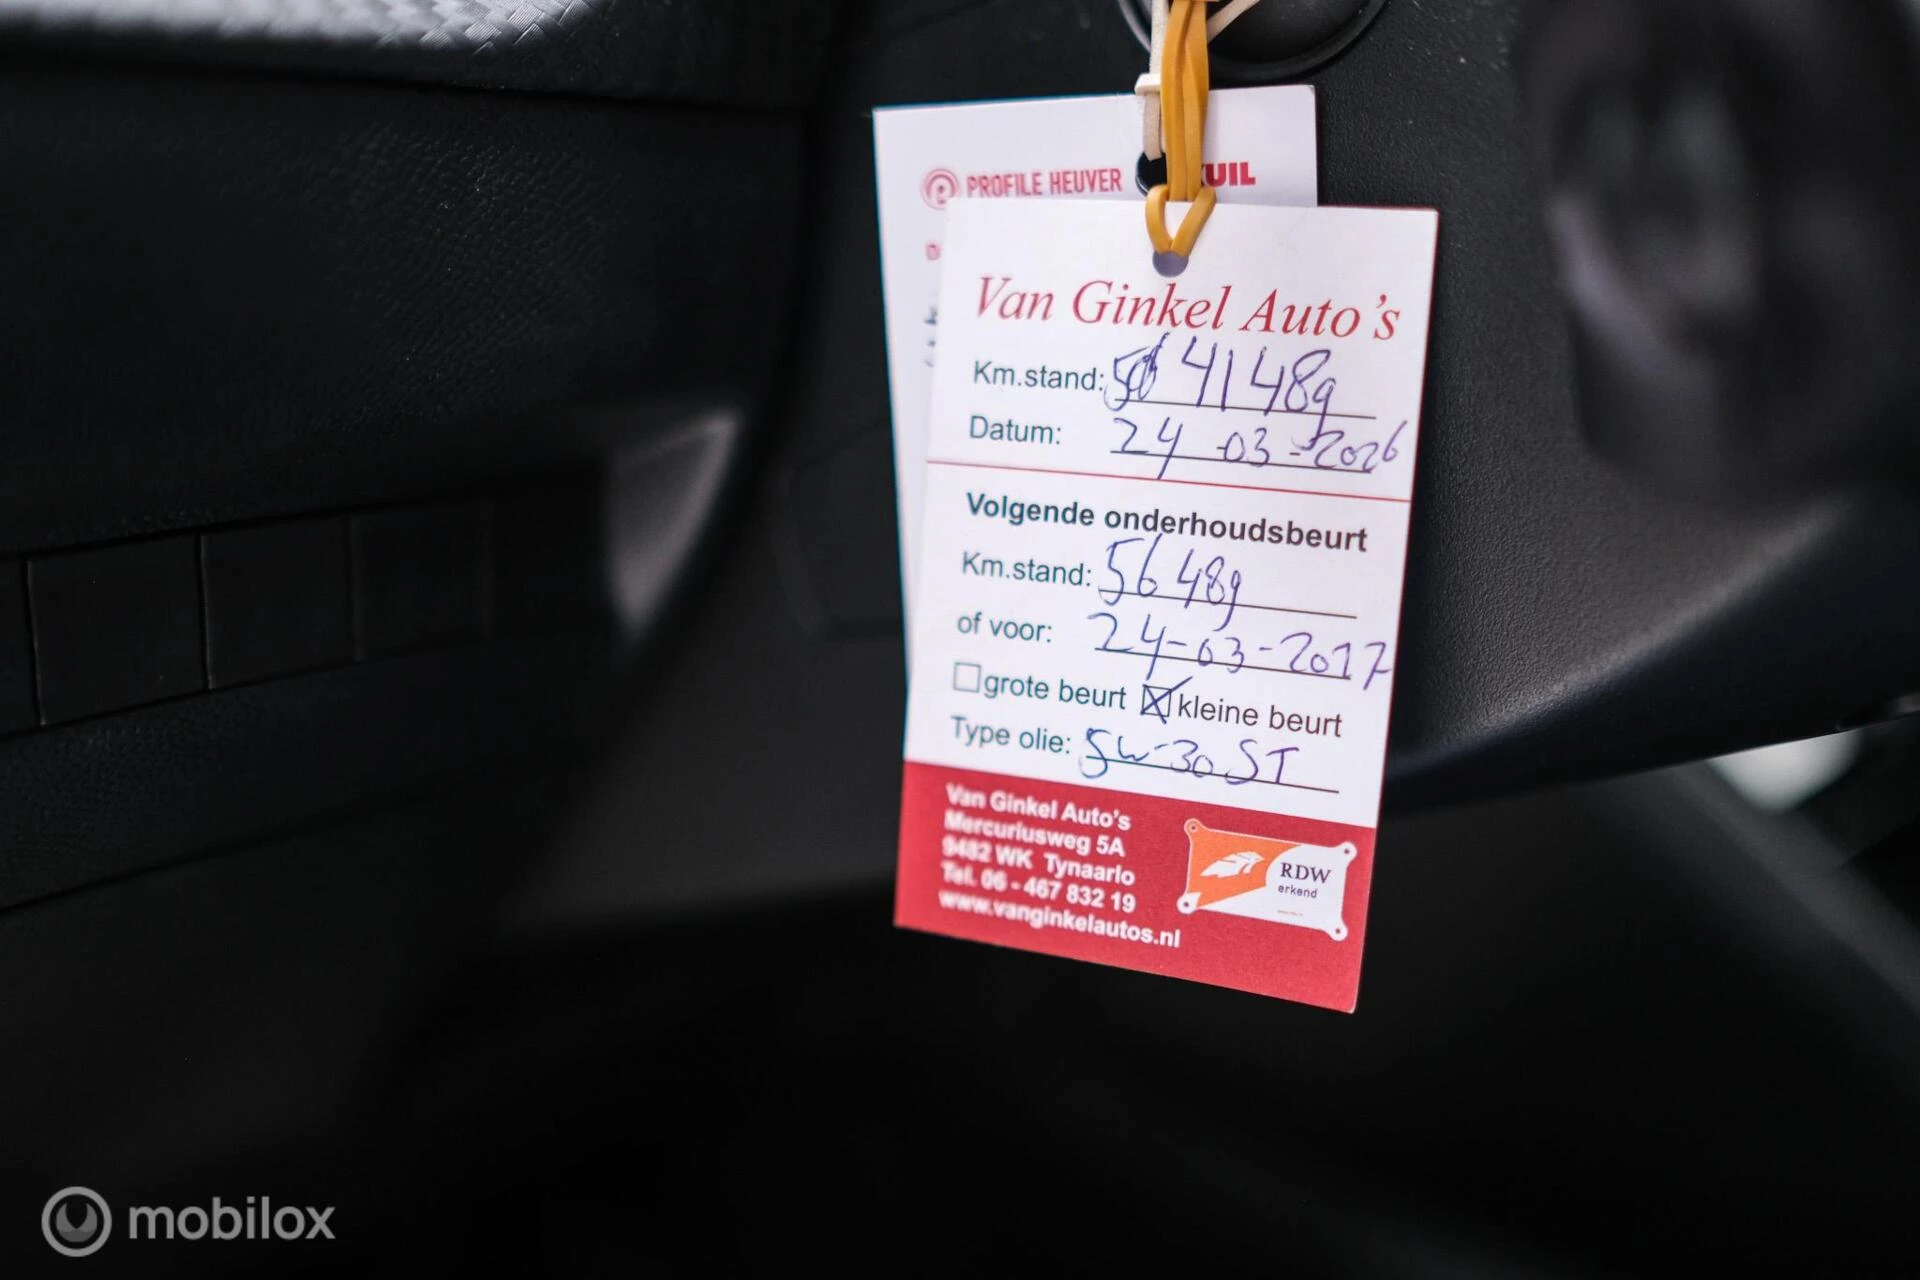 PROFILE HEUVER
UIL
Van Ginkel Auto's
Km.stand: 41489
Datum: 24-03-2026
Volgende onderhoudsbeurt
Km.stand: 56489
of voor: 24-03-2027
grote beurt kleine beurt
Type olie: 5W-30 ST
Van Ginkel Auto's
Mercuriusweg 5A
9482 WK Tynaarlo
Tel. 06 - 467 832 19
www.vanginkelautos.nl
RDW
erkend
mobilox